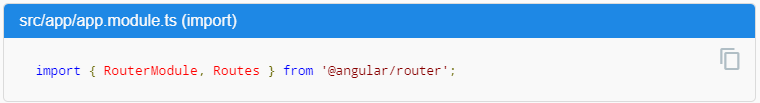 src/app/app.module.ts (import)
import { RouterModule, Routes } from '@angular/router';